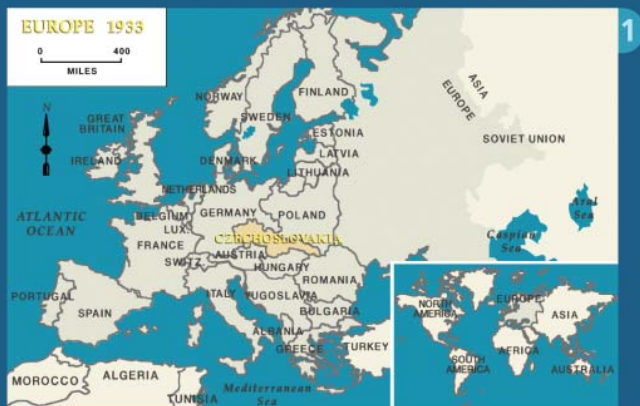 EUROPE 1933
0 400
MILES
1
N
NORWAY
SWEDEN
FINLAND
ASIA
EUROPE
SOVIET UNION
GREAT
BRITAIN
IRELAND
DENMARK
ESTONIA
LATVIA
LITHUANIA
NETHERLANDS
ATLANTIC
OCEAN
BELGIUM
LUX.
GERMANY
POLAND
CZECHOSLOVAKIA
FRANCE
SWITZ.
AUSTRIA
HUNGARY
ROMANIA
PORTUGAL
SPAIN
ITALY
YUGOSLAVIA
BULGARIA
ALBANIA
GREECE
TURKEY
Aral
Sea
Caspian
Sea
MOROCCO
ALGERIA
TUNISIA
Mediterranean
Sea
NORTH
AMERICA
EUROPE
ASIA
AFRICA
SOUTH
AMERICA
AUSTRALIA